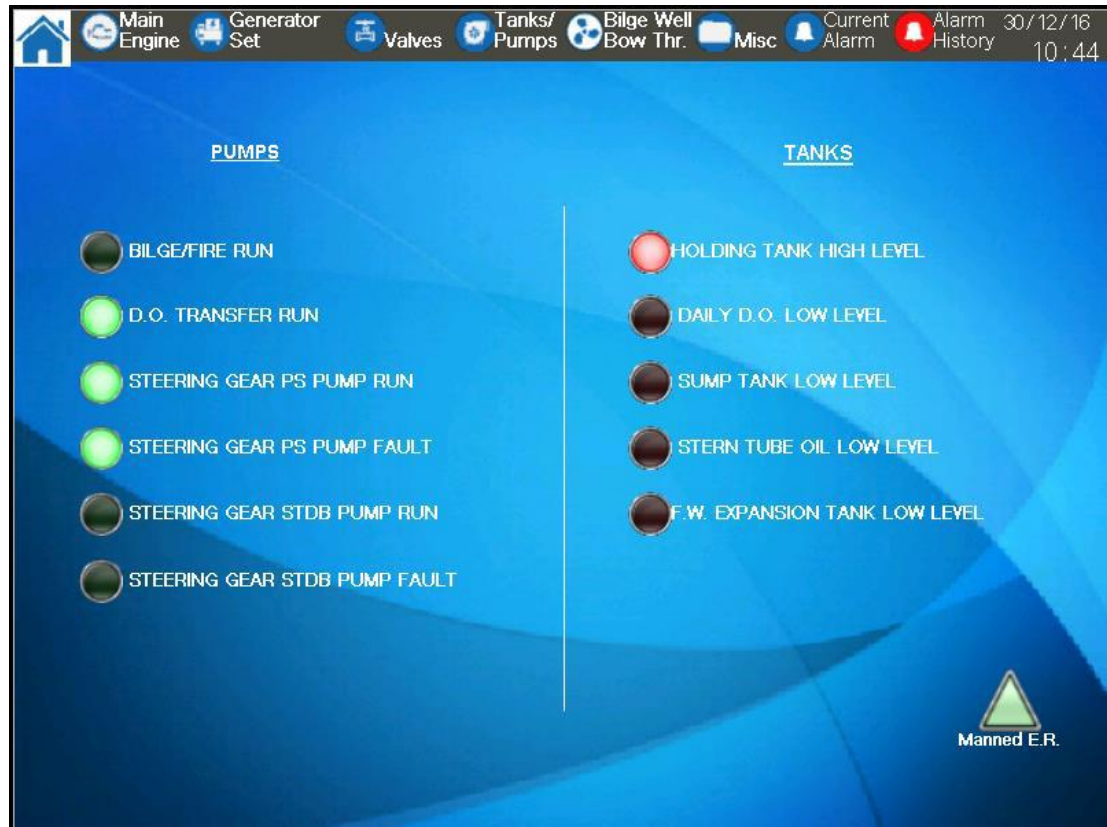 Main Engine
Generator Set
Valves
Tanks/ Pumps
Bilge Well Bow Thr.
Misc
Current Alarm
Alarm History
30/12/16
10:44
PUMPS
BILGE/FIRE RUN
D.O. TRANSFER RUN
STEERING GEAR PS PUMP RUN
STEERING GEAR PS PUMP FAULT
STEERING GEAR STDB PUMP RUN
STEERING GEAR STDB PUMP FAULT
TANKS
HOLDING TANK HIGH LEVEL
DAILY D.O. LOW LEVEL
SUMP TANK LOW LEVEL
STERN TUBE OIL LOW LEVEL
F.W. EXPANSION TANK LOW LEVEL
Manned E.R.